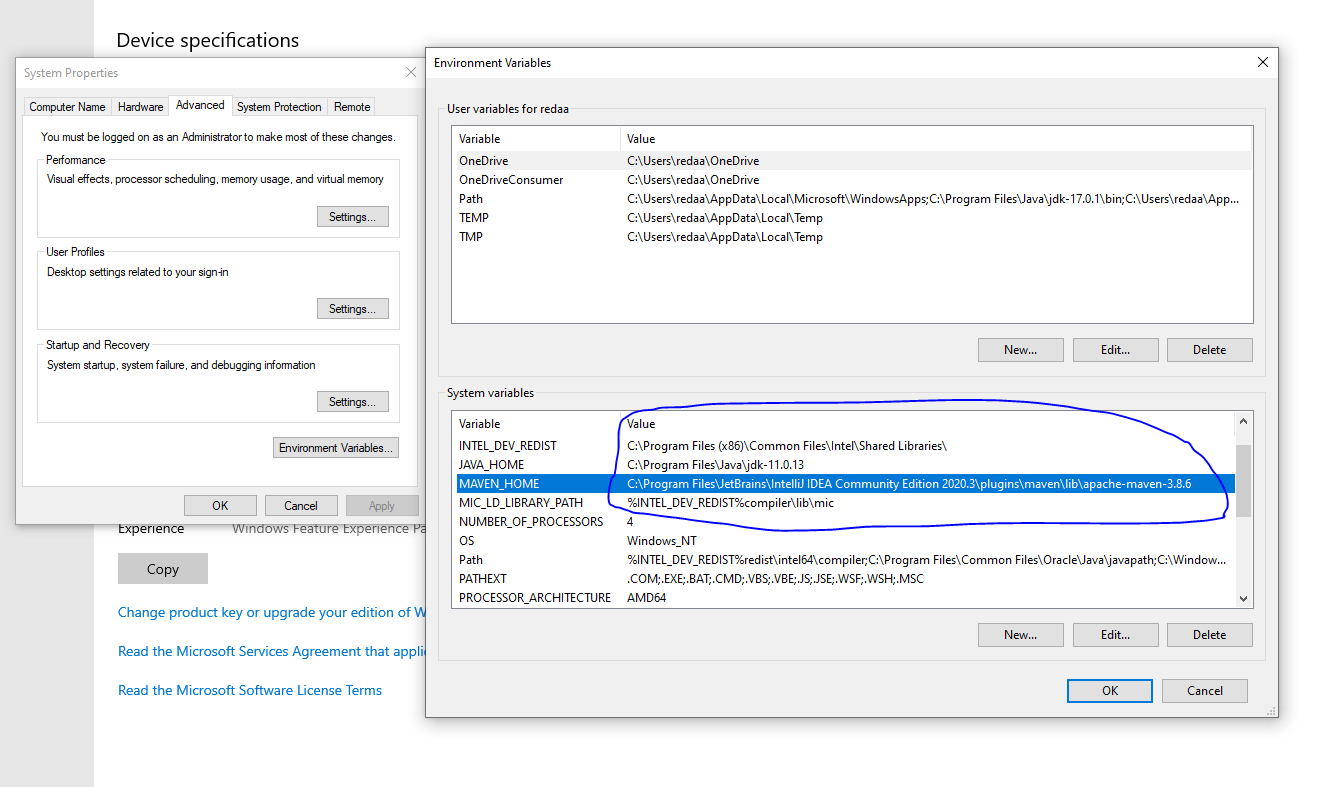 Device specifications
System Properties
Computer Name Hardware Advanced System Protection Remote
You must be logged on as an Administrator to make most of these changes.
Performance
Visual effects, processor scheduling, memory usage, and virtual memory
Settings...
User Profiles
Desktop settings related to your sign-in
Settings...
Startup and Recovery
System startup, system failure, and debugging information
Settings...
Environment Variables...
OK Cancel Apply
Experience Windows Feature Experience Pa
Copy
Change product key or upgrade your edition of W
Read the Microsoft Services Agreement that applie
Read the Microsoft Software License Terms
Environment Variables
User variables for redaa
Variable Value
OneDrive C:\Users\redaa\OneDrive
OneDriveConsumer C:\Users\redaa\OneDrive
Path C:\Users\redaa\AppData\Local\Microsoft\WindowsApps;C:\Program Files\Java\jdk-17.0.1\bin;C:\Users\redaa\App...
TEMP C:\Users\redaa\AppData\Local\Temp
TMP C:\Users\redaa\AppData\Local\Temp
New... Edit... Delete
System variables
Variable Value
INTEL_DEV_REDIST C:\Program Files (x86)\Common Files\Intel\Shared Libraries\
JAVA_HOME C:\Program Files\Java\jdk-11.0.13
MAVEN_HOME C:\Program Files\JetBrains\IntelliJ IDEA Community Edition 2020.3\plugins\maven\lib\apache-maven-3.8.6
MIC_LD_LIBRARY_PATH %INTEL_DEV_REDIST%compiler\lib\mic
NUMBER_OF_PROCESSORS 4
OS Windows_NT
Path %INTEL_DEV_REDIST%redist\intel64\compiler;C:\Program Files\Common Files\Oracle\Java\javapath;C:\Window...
PATHEXT .COM;.EXE;.BAT;.CMD;.VBS;.VBE;.JS;.JSE;.WSF;.WSH;.MSC
PROCESSOR_ARCHITECTURE AMD64
New... Edit... Delete
OK Cancel